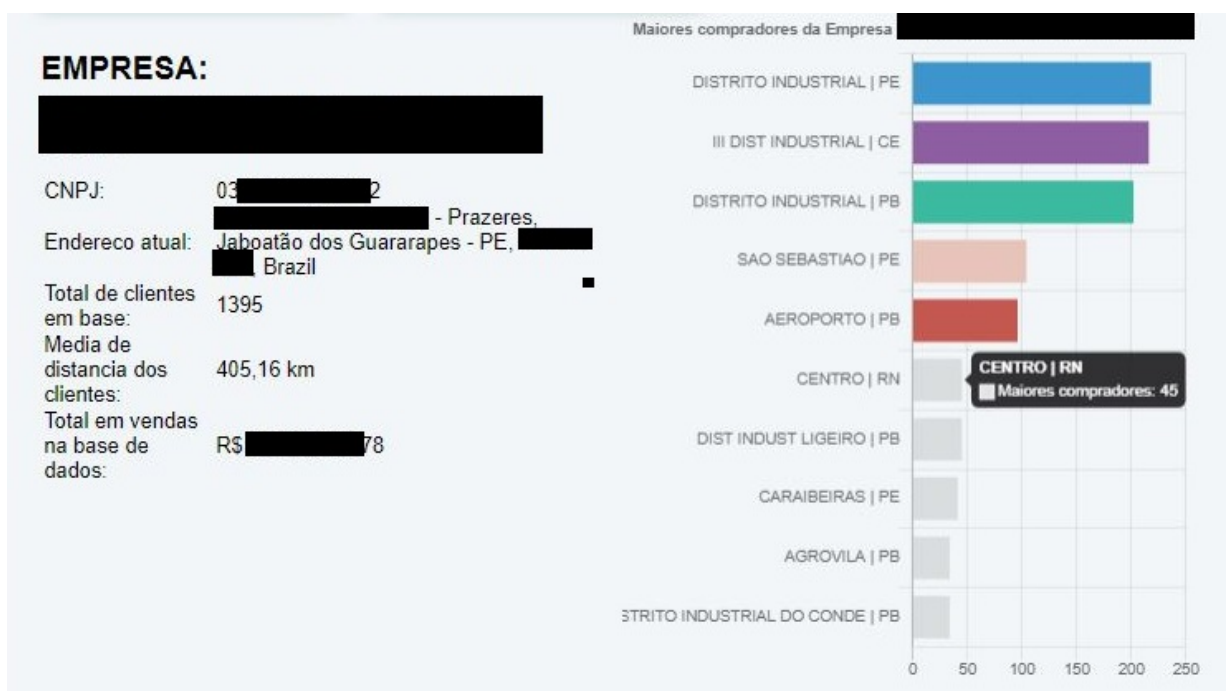 EMPRESA:
CNPJ: 03 2
- Prazeres,
Endereco atual: Jaboatão dos Guararapes - PE,
, Brazil
Total de clientes
em base: 1395
Media de
distancia dos 405,16 km
clientes:
Total em vendas
na base de R$ 78
dados:
Maiores compradores da Empresa
DISTRITO INDUSTRIAL | PE
III DIST INDUSTRIAL | CE
DISTRITO INDUSTRIAL | PB
SAO SEBASTIAO | PE
AEROPORTO | PB
CENTRO | RN
CENTRO | RN
Maiores compradores: 45
DIST INDUST LIGEIRO | PB
CARAIBEIRAS | PE
AGROVILA | PB
STRITO INDUSTRIAL DO CONDE | PB
0 50 100 150 200 250